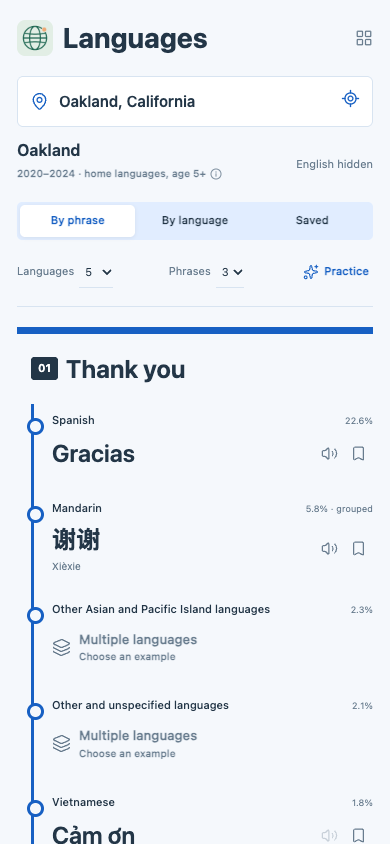 Languages
Oakland, California
Oakland
2020–2024 · home languages, age 5+
English hidden
By phrase
By language
Saved
Languages 5
Phrases 3
Practice
01 Thank you
Spanish
22.6%
Gracias
Mandarin
5.8% · grouped
谢谢
Xièxie
Other Asian and Pacific Island languages
2.3%
Multiple languages
Choose an example
Other and unspecified languages
2.1%
Multiple languages
Choose an example
Vietnamese
1.8%
Cảm ơn